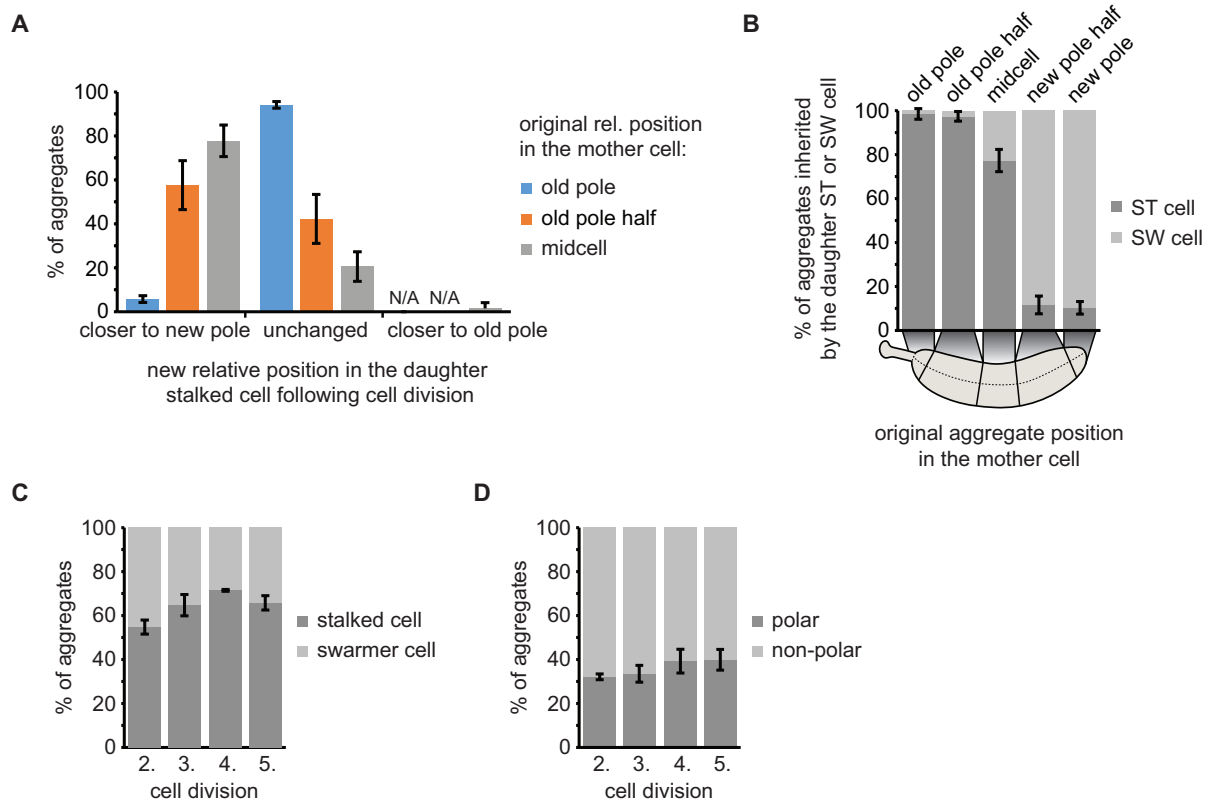 A
100
80
60
40
20
0
% of aggregates
N/A N/A
closer to new pole
unchanged
closer to old pole
new relative position in the daughter
stalked cell following cell division
original rel. position
in the mother cell:
old pole
old pole half
midcell
B
% of aggregates inherited
by the daughter ST or SW cell
old pole
old pole half
midcell
new pole half
new pole
100
80
60
40
20
0
ST cell
SW cell
original aggregate position
in the mother cell
C
% of aggregates
100
80
60
40
20
0
2. 3. 4. 5.
cell division
stalked cell
swarmer cell
D
% of aggregates
100
80
60
40
20
0
2. 3. 4. 5.
cell division
polar
non-polar